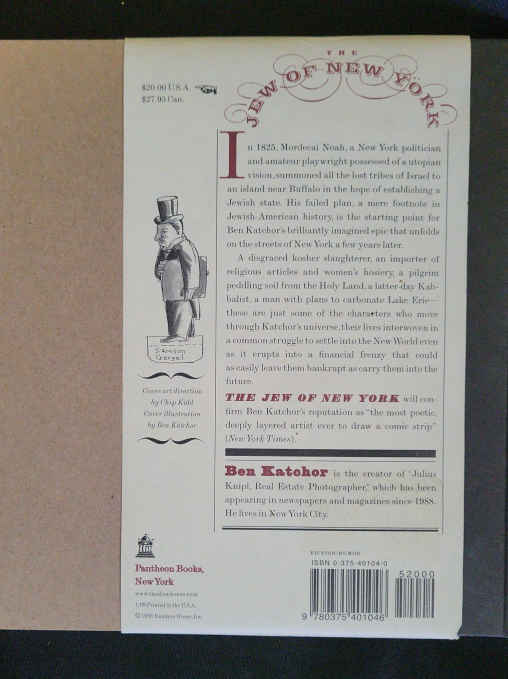 THE
JEW OF NEW YORK
$20.00 U.S.A.
$27.95 Can.
In 1825, Mordecai Noah, a New York politician
and amateur playwright possessed of a utopian
vision, summoned all the lost tribes of Israel to
an island near Buffalo in the hope of establishing a
Jewish state. His failed plan, a mere footnote in
Jewish-American history, is the starting point for
Ben Katchor's brilliantly imagined epic that unfolds
on the streets of New York a few years later.
A disgraced kosher slaughterer, an importer of
religious articles and women's hosiery, a pilgrim
peddling soil from the Holy Land, a latter-day Kab-
balist, a man with plans to carbonate Lake Erie—
these are just some of the characters who move
through Katchor's universe, their lives interwoven in
a common struggle to settle into the New World even
as it erupts into a financial frenzy that could
as easily leave them bankrupt as carry them into the
future.
THE JEW OF NEW YORK will con-
firm Ben Katchor's reputation as "the most poetic,
deeply layered artist ever to draw a comic strip"
(New York Times).
Cover art direction
by Chip Kidd
Cover illustration
by Ben Katchor
Ben Katchor is the creator of "Julius
Knipl, Real Estate Photographer," which has been
appearing in newspapers and magazines since 1988.
He lives in New York City.
Pantheon Books,
New York
Printed in the U.S.A.
ISBN 0-375-40104-0
52000
9 780375 401046